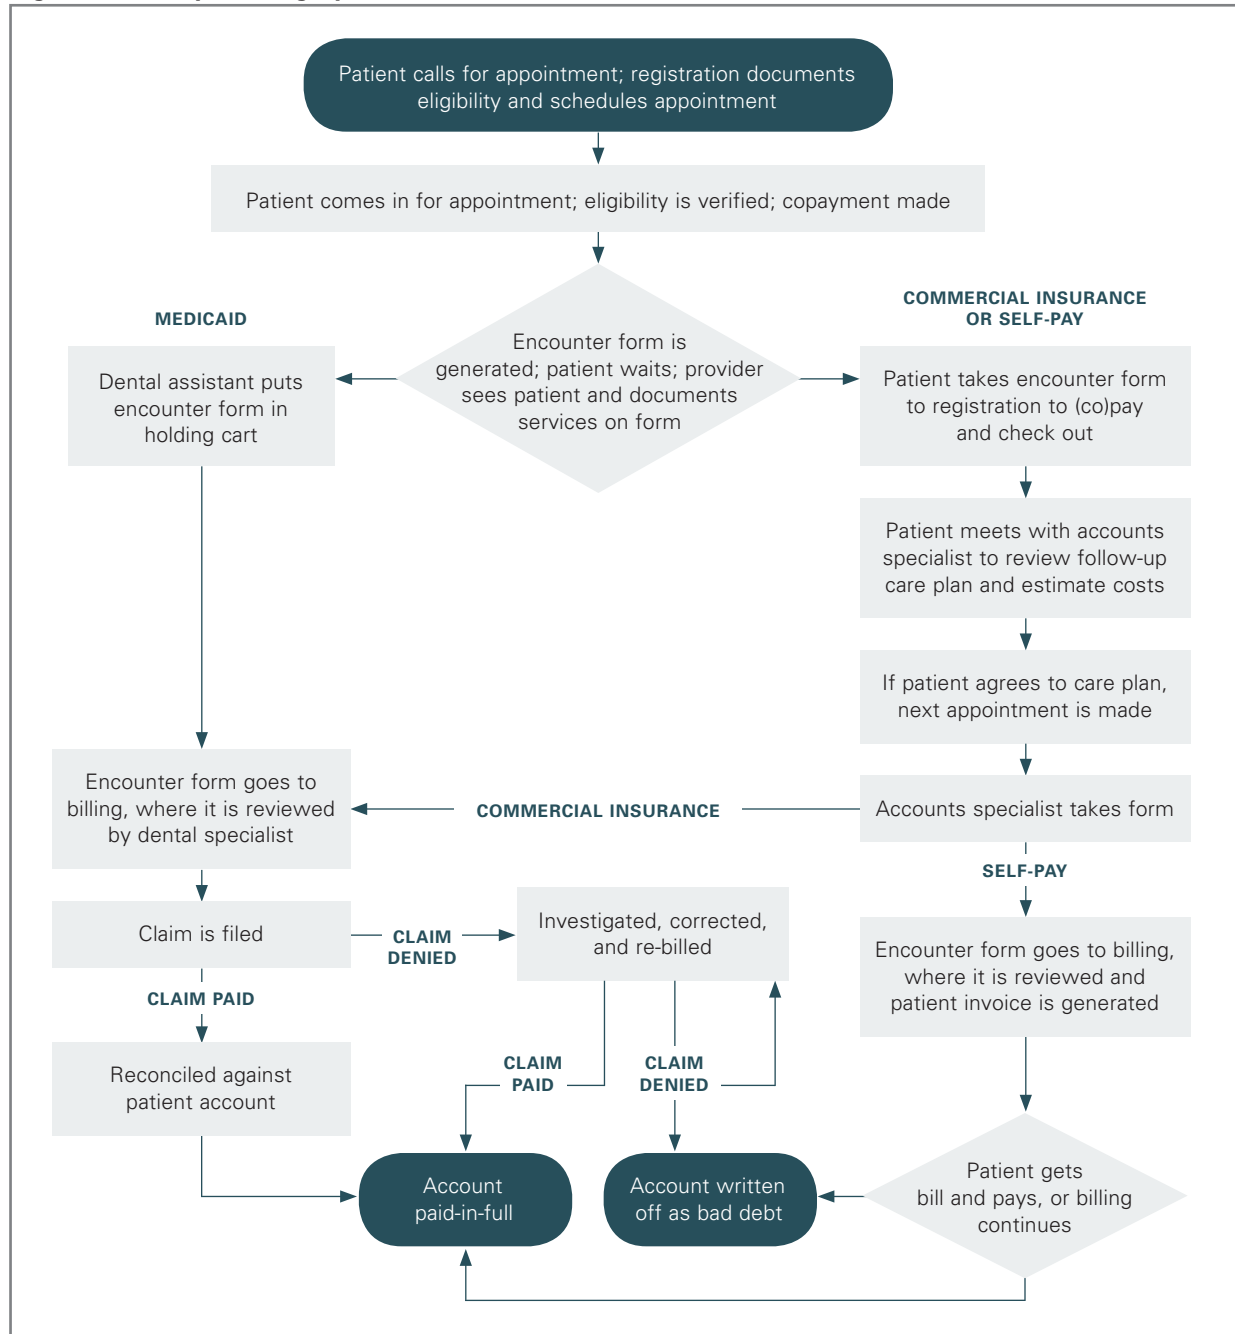 Patient calls for appointment; registration documents
eligibility and schedules appointment
Patient comes in for appointment; eligibility is verified; copayment made
MEDICAID
COMMERCIAL INSURANCE
OR SELF-PAY
Encounter form is
generated; patient waits; provider
sees patient and documents
services on form
Dental assistant puts
encounter form in
holding cart
Patient takes encounter form
to registration to (co)pay
and check out
Patient meets with accounts
specialist to review follow-up
care plan and estimate costs
If patient agrees to care plan,
next appointment is made
Encounter form goes to
billing, where it is reviewed
by dental specialist
COMMERCIAL INSURANCE
Accounts specialist takes form
SELF-PAY
Claim is filed
CLAIM
DENIED
Investigated, corrected,
and re-billed
Encounter form goes to billing,
where it is reviewed and
patient invoice is generated
CLAIM PAID
Reconciled against
patient account
CLAIM
PAID
CLAIM
DENIED
Account
paid-in-full
Account written
off as bad debt
Patient gets
bill and pays, or billing
continues